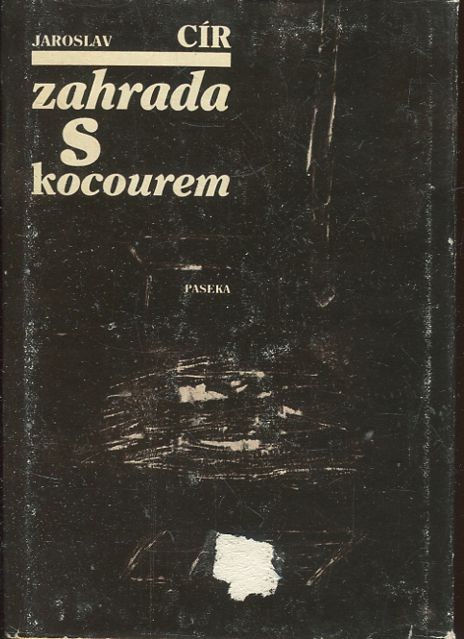 JAROSLAV CÍR
zahrada
s
kocourem
PASEKA